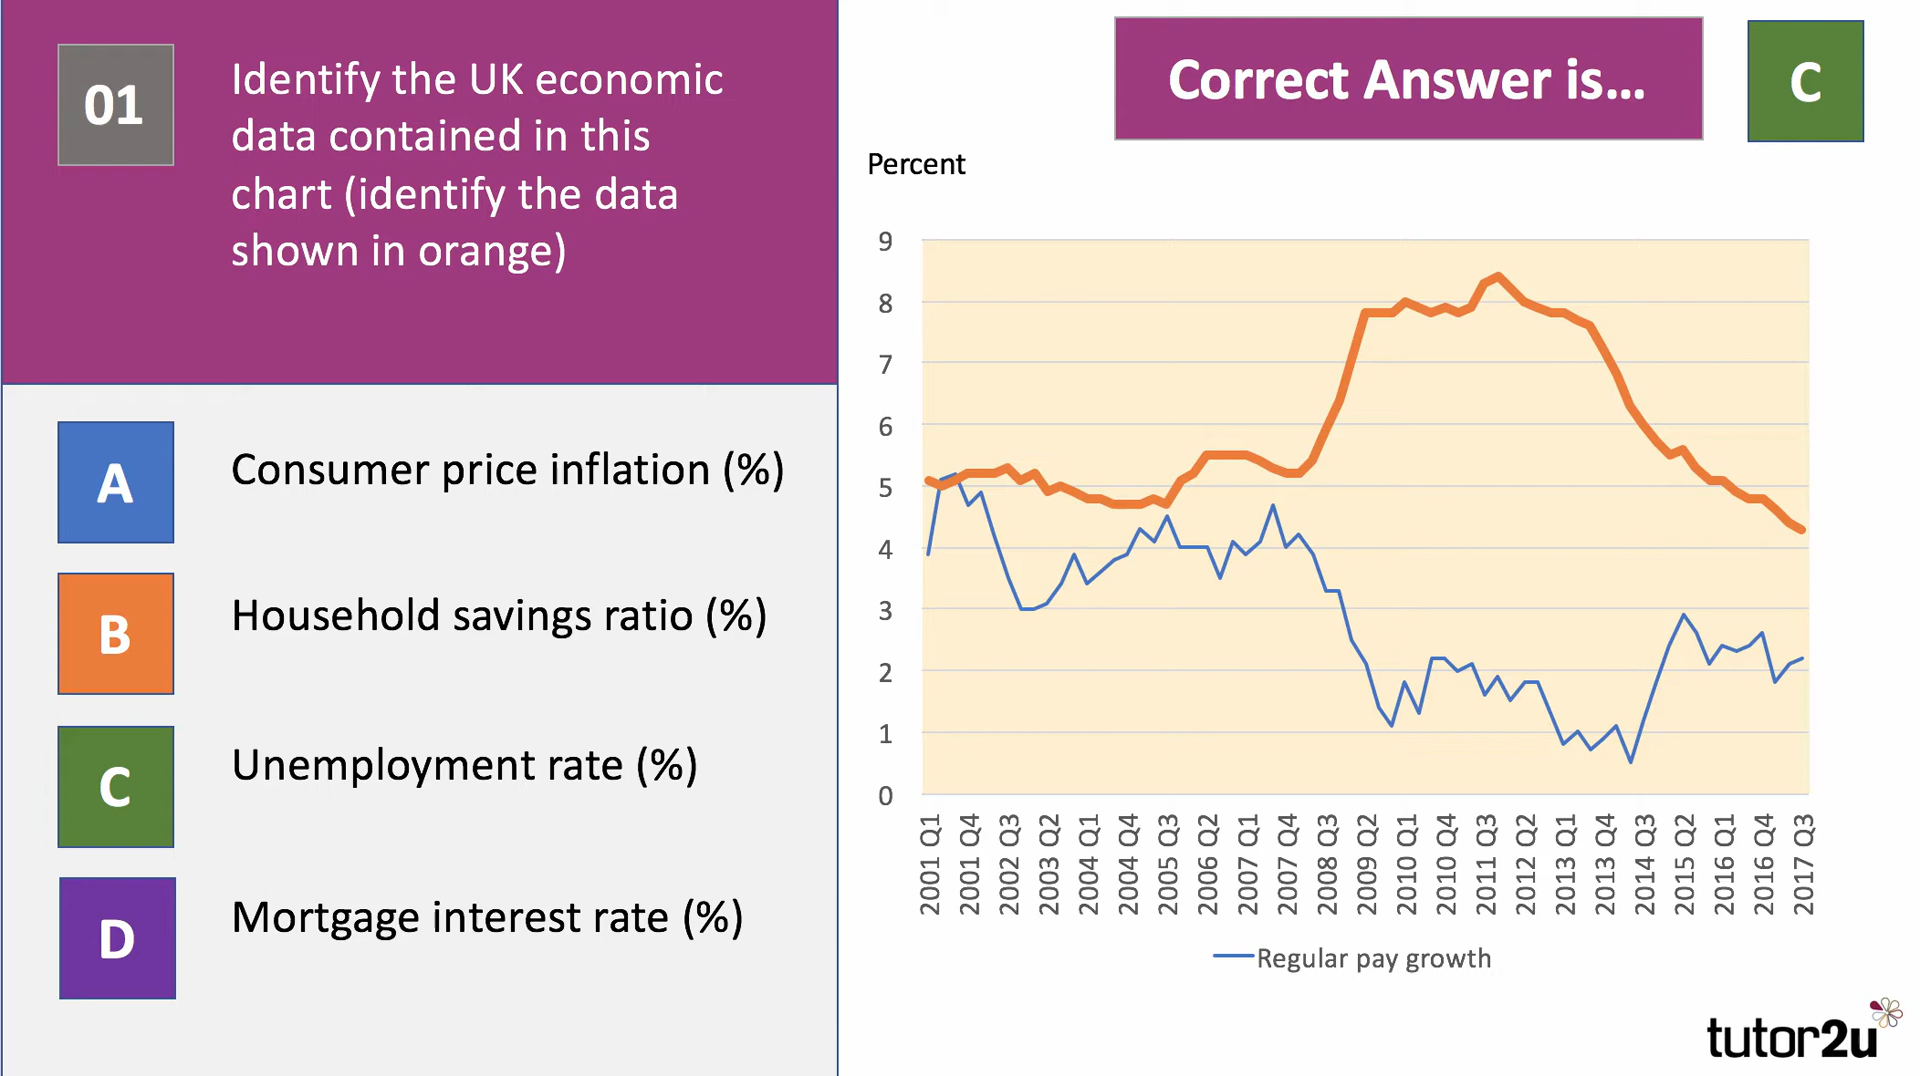 01
Identify the UK economic
data contained in this
chart (identify the data
shown in orange)
A
Consumer price inflation (%)
B
Household savings ratio (%)
C
Unemployment rate (%)
D
Mortgage interest rate (%)
Correct Answer is...
C
Percent
9
8
7
6
5
4
3
2
1
0
2001 Q1
2001 Q4
2002 Q3
2003 Q2
2004 Q1
2004 Q4
2005 Q3
2006 Q2
2007 Q1
2007 Q4
2008 Q3
2009 Q2
2010 Q1
2010 Q4
2011 Q3
2012 Q2
2013 Q1
2013 Q4
2014 Q3
2015 Q2
2016 Q1
2016 Q4
2017 Q3
Regular pay growth
tutor2u